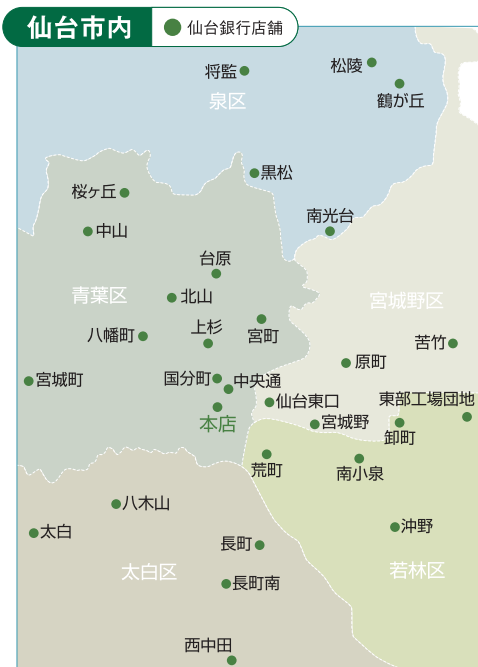 仙台市内
仙台銀行店舗
松陵
将監
泉区
鶴が丘
黒松
桜ヶ丘
南光台
中山
台原
青葉区
北山
宮城野区
上杉
八幡町
宮町
苦竹
原町
宮城町
国分町
中央通
仙台東口
東部工場団地
本店
宮城野
卸町
荒町
南小泉
八木山
太白
沖野
長町
太白区
若林区
長町南
西中田